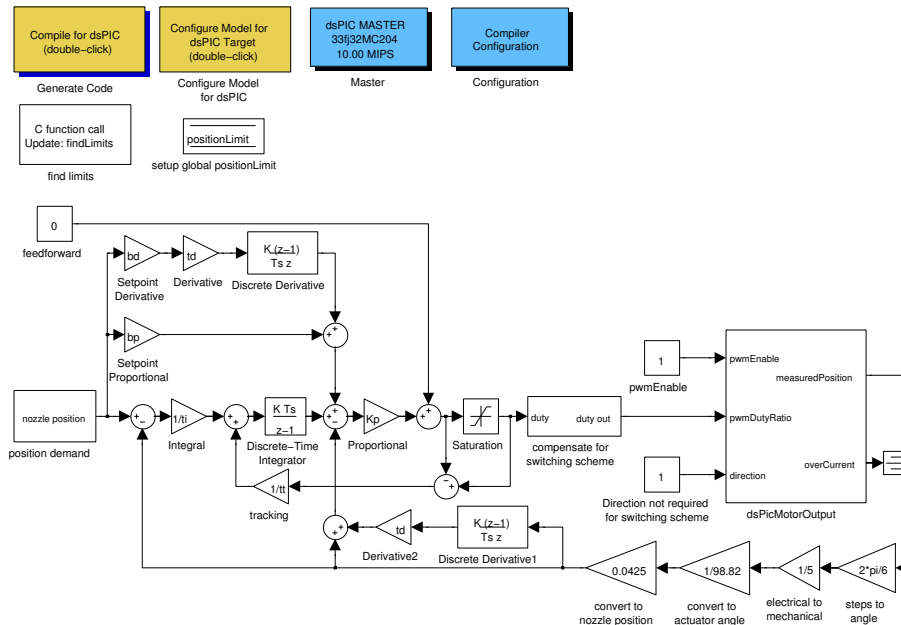 Compile for dsPIC
(double-click)
Generate Code
Configure Model for
dsPIC Target
(double-click)
Configure Model
for dsPIC
dsPIC MASTER
33fj32MC204
10.00 MIPS
Master
Compiler
Configuration
Configuration
C function call
Update: findLimits
find limits
positionLimit
setup global positionLimit
0
feedforward
bd
Setpoint
Derivative
td
Derivative
K (z−1)
Ts z
Discrete Derivative
bp
Setpoint
Proportional
nozzle position
position demand
1/ti
Integral
K Ts
z−1
Discrete−Time
Integrator
Kp
Proportional
Saturation
duty
duty out
compensate for
switching scheme
1/tt
tracking
td
Derivative2
K (z−1)
Ts z
Discrete Derivative1
1
pwmEnable
1
Direction not required
for switching scheme
pwmEnable
measuredPosition
pwmDutyRatio
overCurrent
direction
dsPicMotorOutput
0.0425
convert to
nozzle position
1/98.82
convert to
actuator angle
1/5
electrical to
mechanical
2*pi/6
steps to
angle